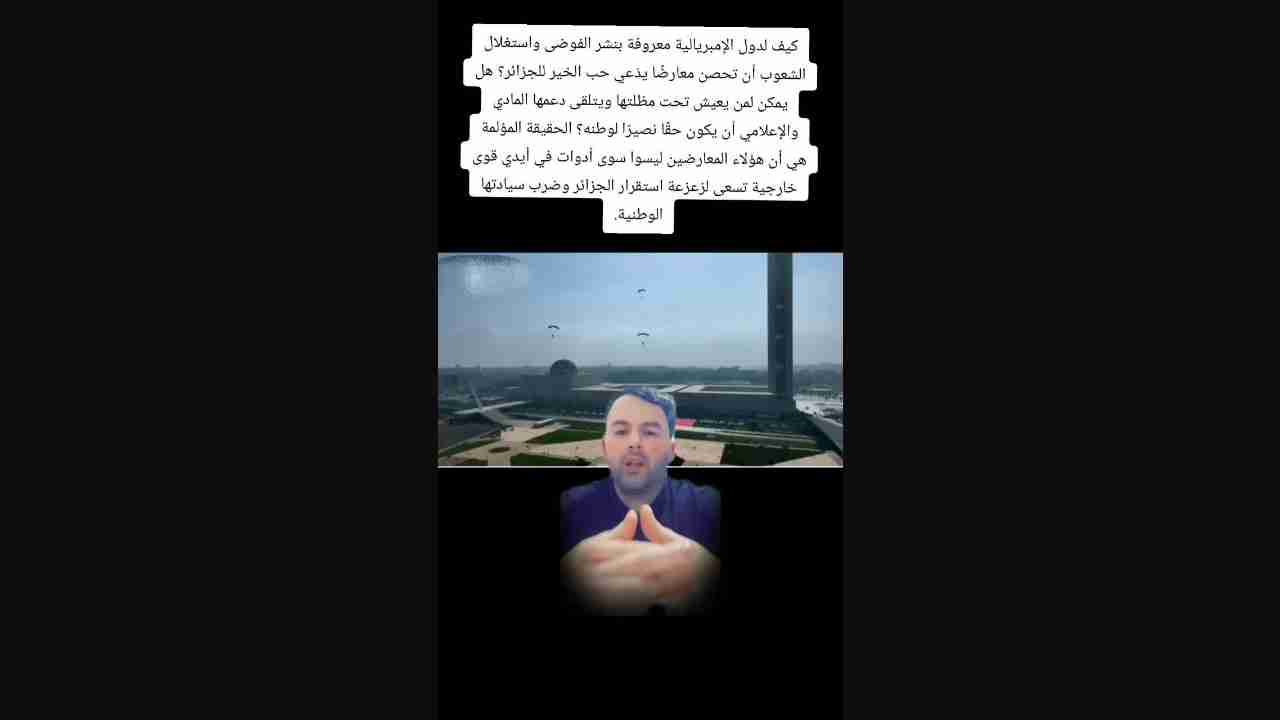 كيف لدول الإمبريالية معروفة بنشر الفوضى واستغلال
الشعوب أن تحصن معارضًا يدعي حب الخير للجزائر؟ هل
يمكن لمن يعيش تحت مظلتها ويتلقى دعمها المادي
والإعلامي أن يكون حقًا نصيرًا لوطنه؟ الحقيقة المؤلمة
هي أن هؤلاء المعارضين ليسوا سوى أدوات في أيدي قوى
خارجية تسعى لزعزعة استقرار الجزائر وضرب سيادتها
الوطنية.